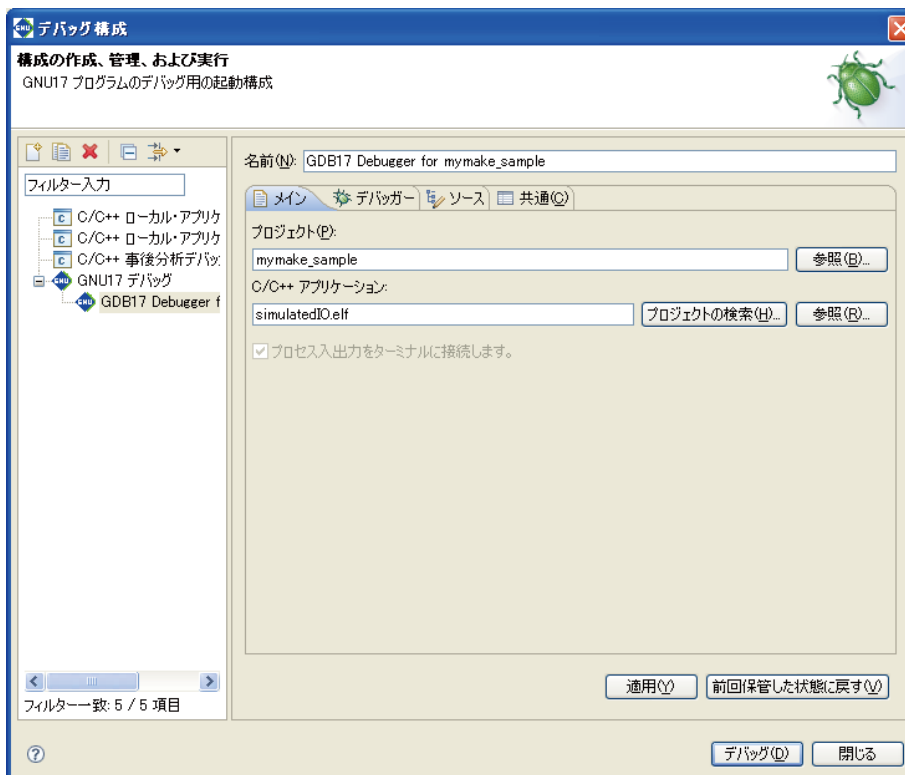 GNU デバッグ構成
構成の作成、管理、および実行
GNU17 プログラムのデバッグ用の起動構成
フィルター入力
C/C++ ローカル・アプリケ
C/C++ ローカル・アプリケ
C/C++ 事後分析デバッ
GNU17 デバッグ
GDB17 Debugger f
フィルター一致: 5 / 5 項目
名前(N): GDB17 Debugger for mymake_sample
メイン デバッガー ソース 共通(C)
プロジェクト(P):
mymake_sample 参照(B)...
C/C++ アプリケーション:
simulatedIO.elf プロジェクトの検索(H)... 参照(R)...
プロセス入出力をターミナルに接続します。
適用(Y) 前回保管した状態に戻す(V)
デバッグ(D) 閉じる